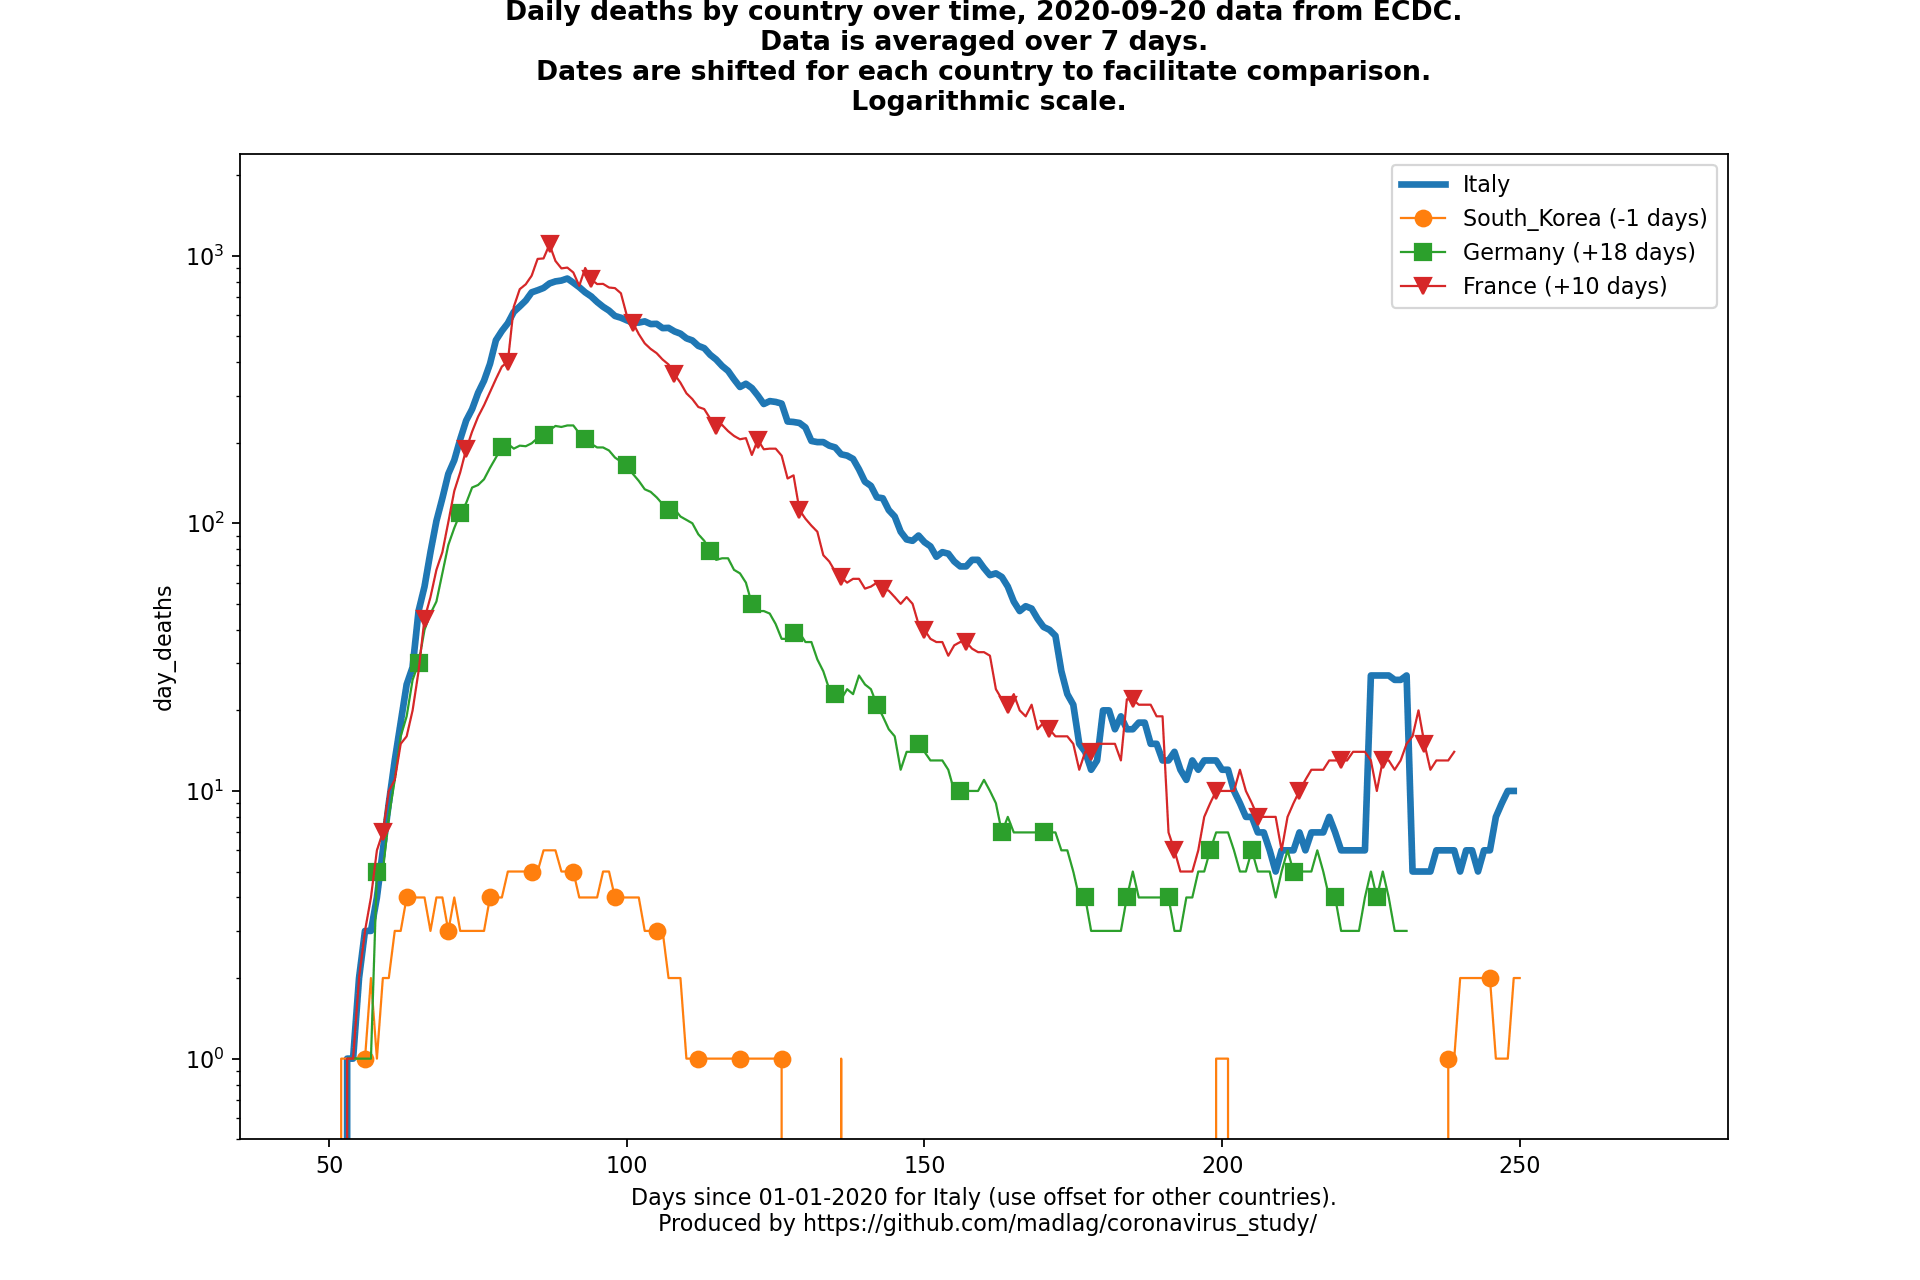 Daily deaths by country over time, 2020-09-20 data from ECDC.
Data is averaged over 7 days.
Dates are shifted for each country to facilitate comparison.
Logarithmic scale.
Italy
South_Korea (-1 days)
Germany (+18 days)
France (+10 days)
day_deaths
10³
10²
10¹
10⁰
50
100
150
200
250
Days since 01-01-2020 for Italy (use offset for other countries).
Produced by https://github.com/madlag/coronavirus_study/